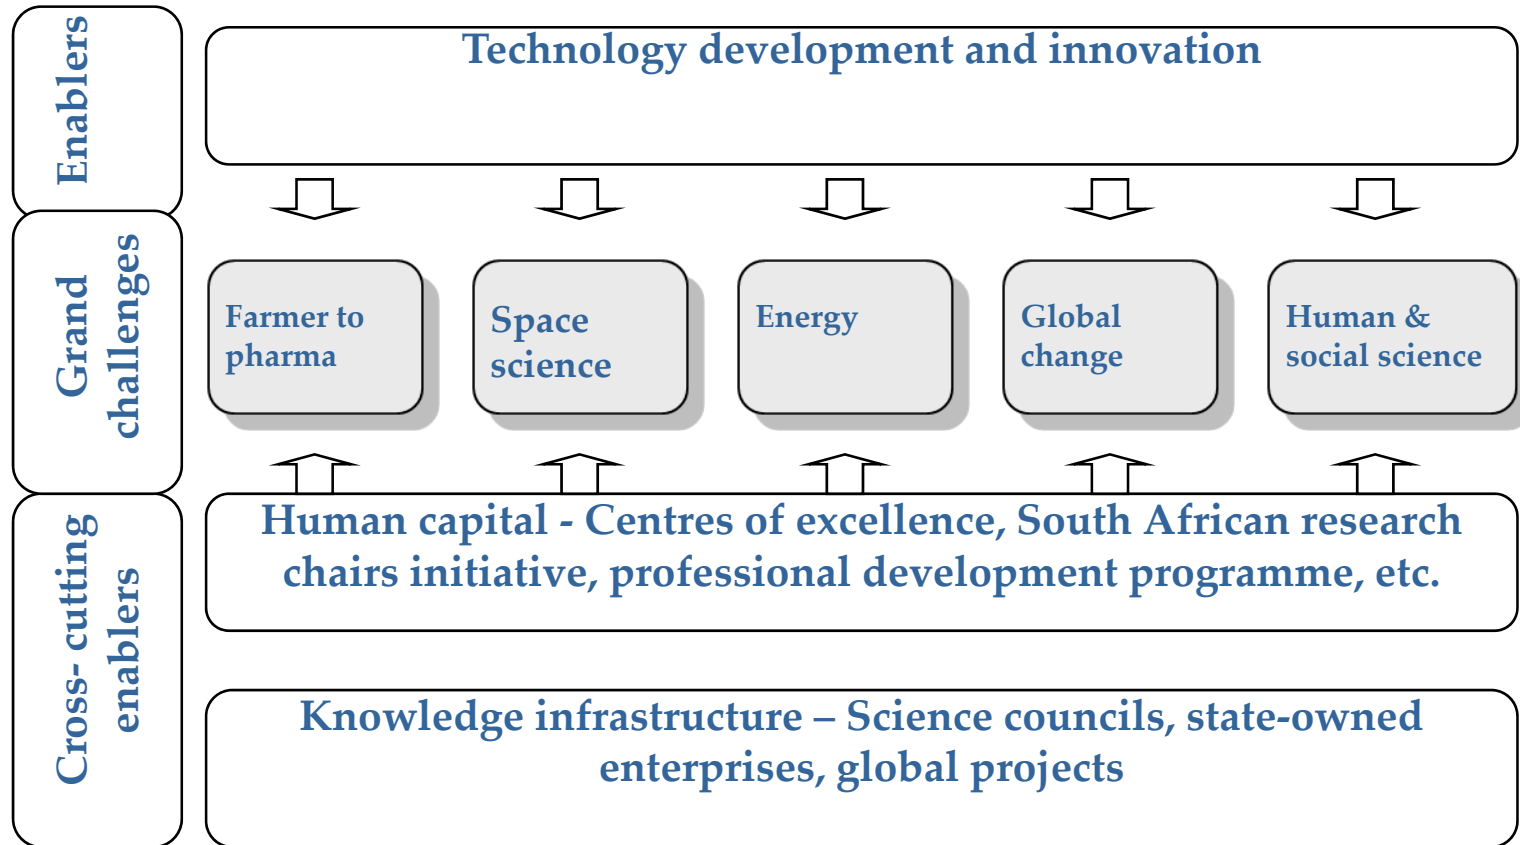 Enablers
Technology development and innovation
Grand
challenges
Farmer to
pharma
Space
science
Energy
Global
change
Human &
social science
Cross- cutting
enablers
Human capital - Centres of excellence, South African research
chairs initiative, professional development programme, etc.
Knowledge infrastructure – Science councils, state-owned
enterprises, global projects